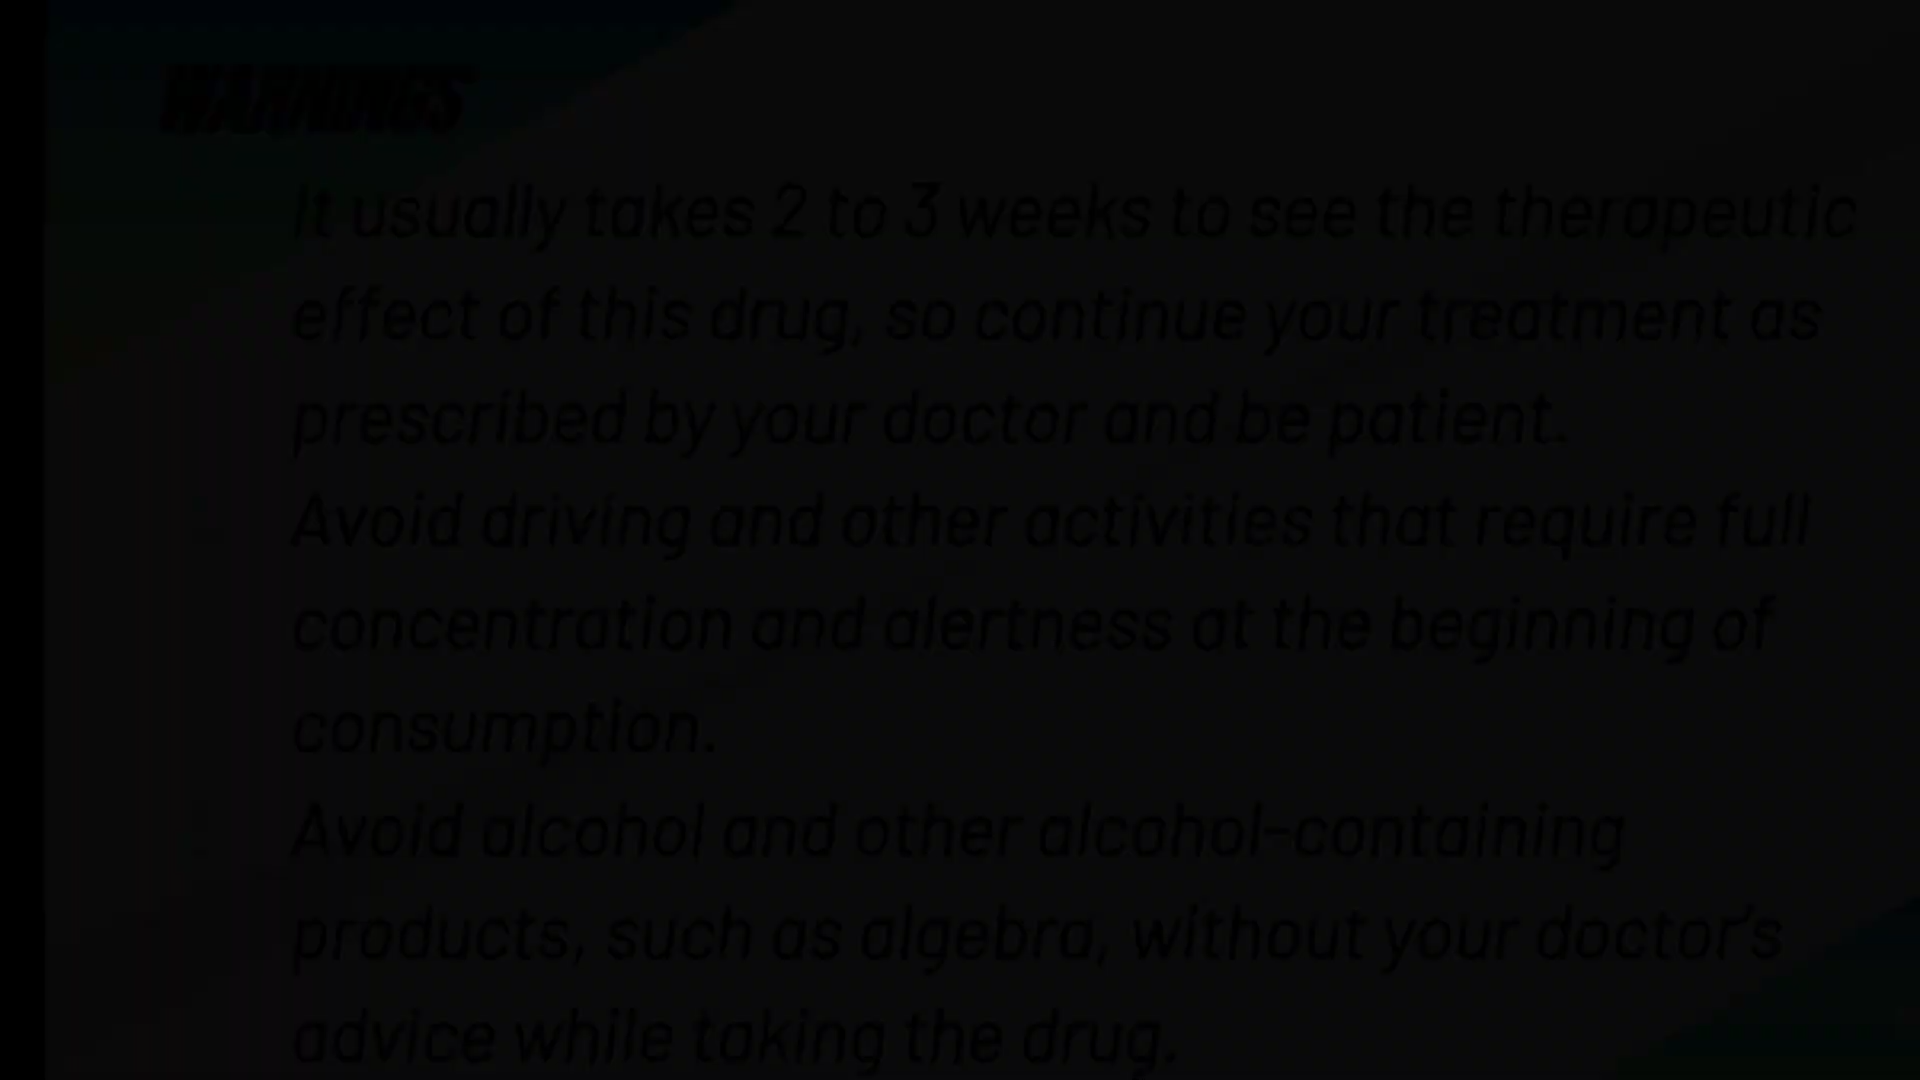 WARNINGS
It usually takes 2 to 3 weeks to see the therapeutic
effect of this drug, so continue your treatment as
prescribed by your doctor and be patient.
Avoid driving and other activities that require full
concentration and alertness at the beginning of
consumption.
Avoid alcohol and other alcohol-containing
products, such as algebra, without your doctor's
advice while taking the drug.